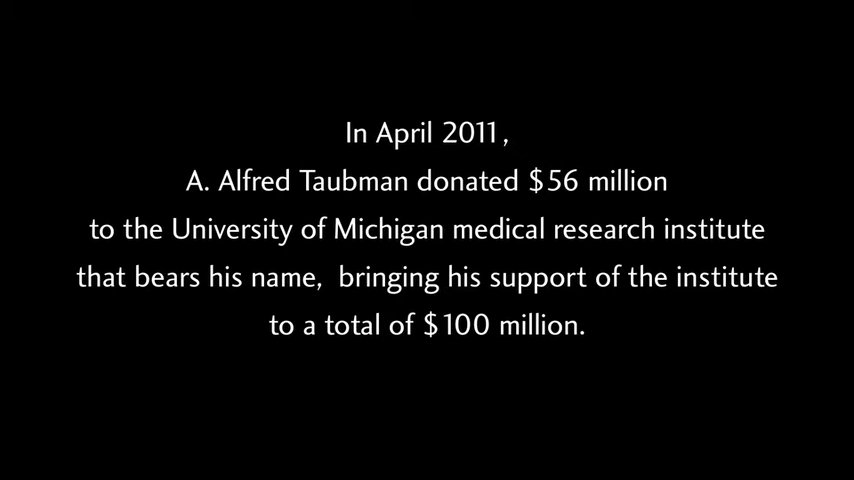 In April 2011,
A. Alfred Taubman donated $56 million
to the University of Michigan medical research institute
that bears his name, bringing his support of the institute
to a total of $100 million.